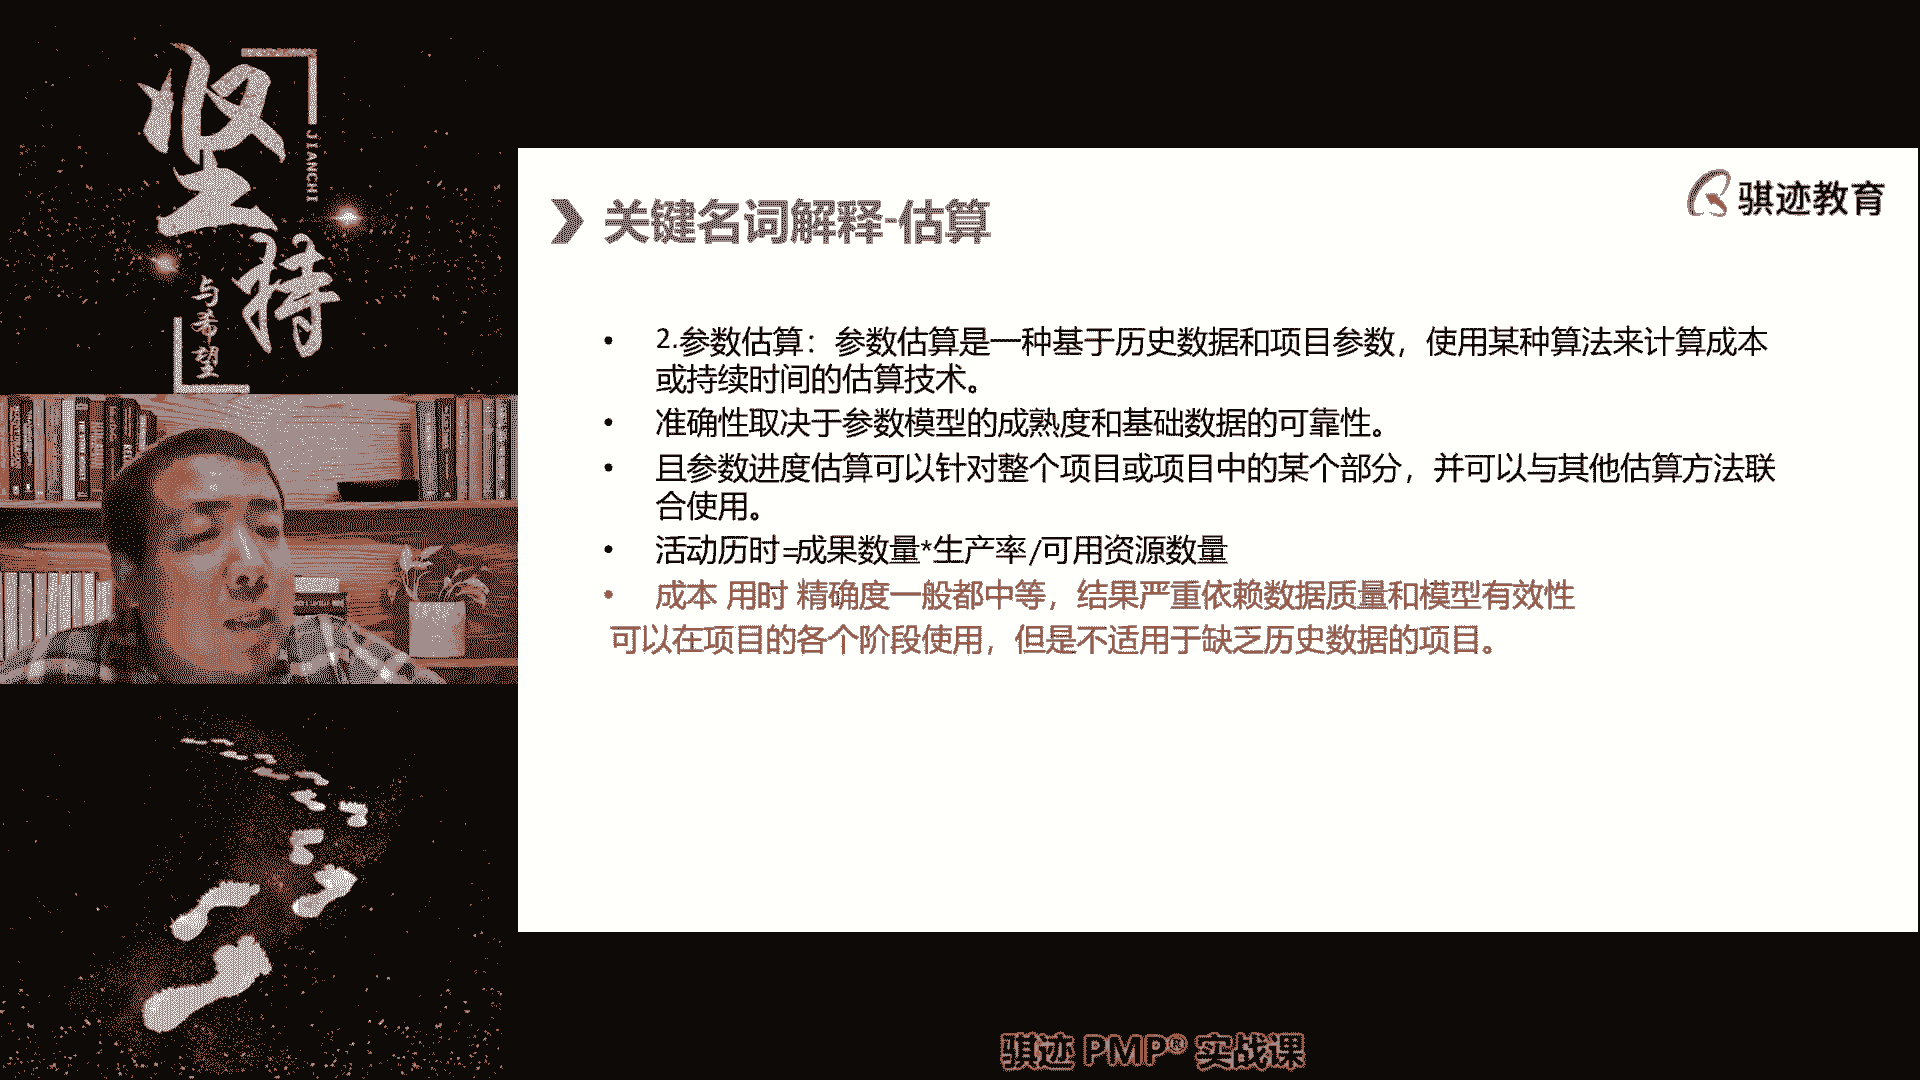 坚持
JIANCHI
与希望
骐迹教育
关键名词解释-估算
• 2.参数估算：参数估算是一种基于历史数据和项目参数，使用某种算法来计算成本
或持续时间的估算技术。
• 准确性取决于参数模型的成熟度和基础数据的可靠性。
• 且参数进度估算可以针对整个项目或项目中的某个部分，并可以与其他估算方法联
合使用。
• 活动历时=成果数量*生产率/可用资源数量
• 成本 用时 精确度一般都中等，结果严重依赖数据质量和模型有效性
可以在项目的各个阶段使用，但是不适用于缺乏历史数据的项目。
骐迹 PMP® 实战课